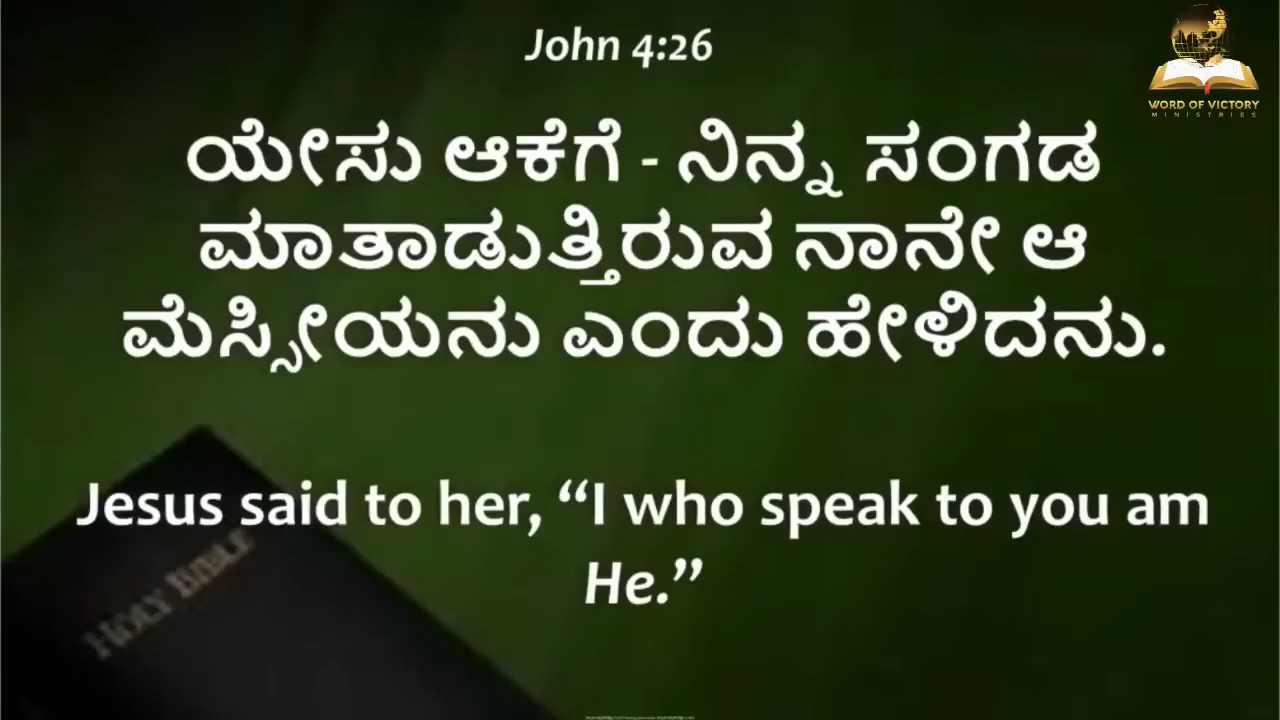 John 4:26
WORD OF VICTORY
MINISTRIES
ಯೇಸು ಆಕೆಗೆ - ನಿನ್ನ ಸಂಗಡ
ಮಾತಾಡುತ್ತಿರುವ ನಾನೇ ಆ
ಮೆಸ್ಸೀಯನು ಎಂದು ಹೇಳಿದನು.
Jesus said to her, “I who speak to you am
He.”
HOLY BIBLE